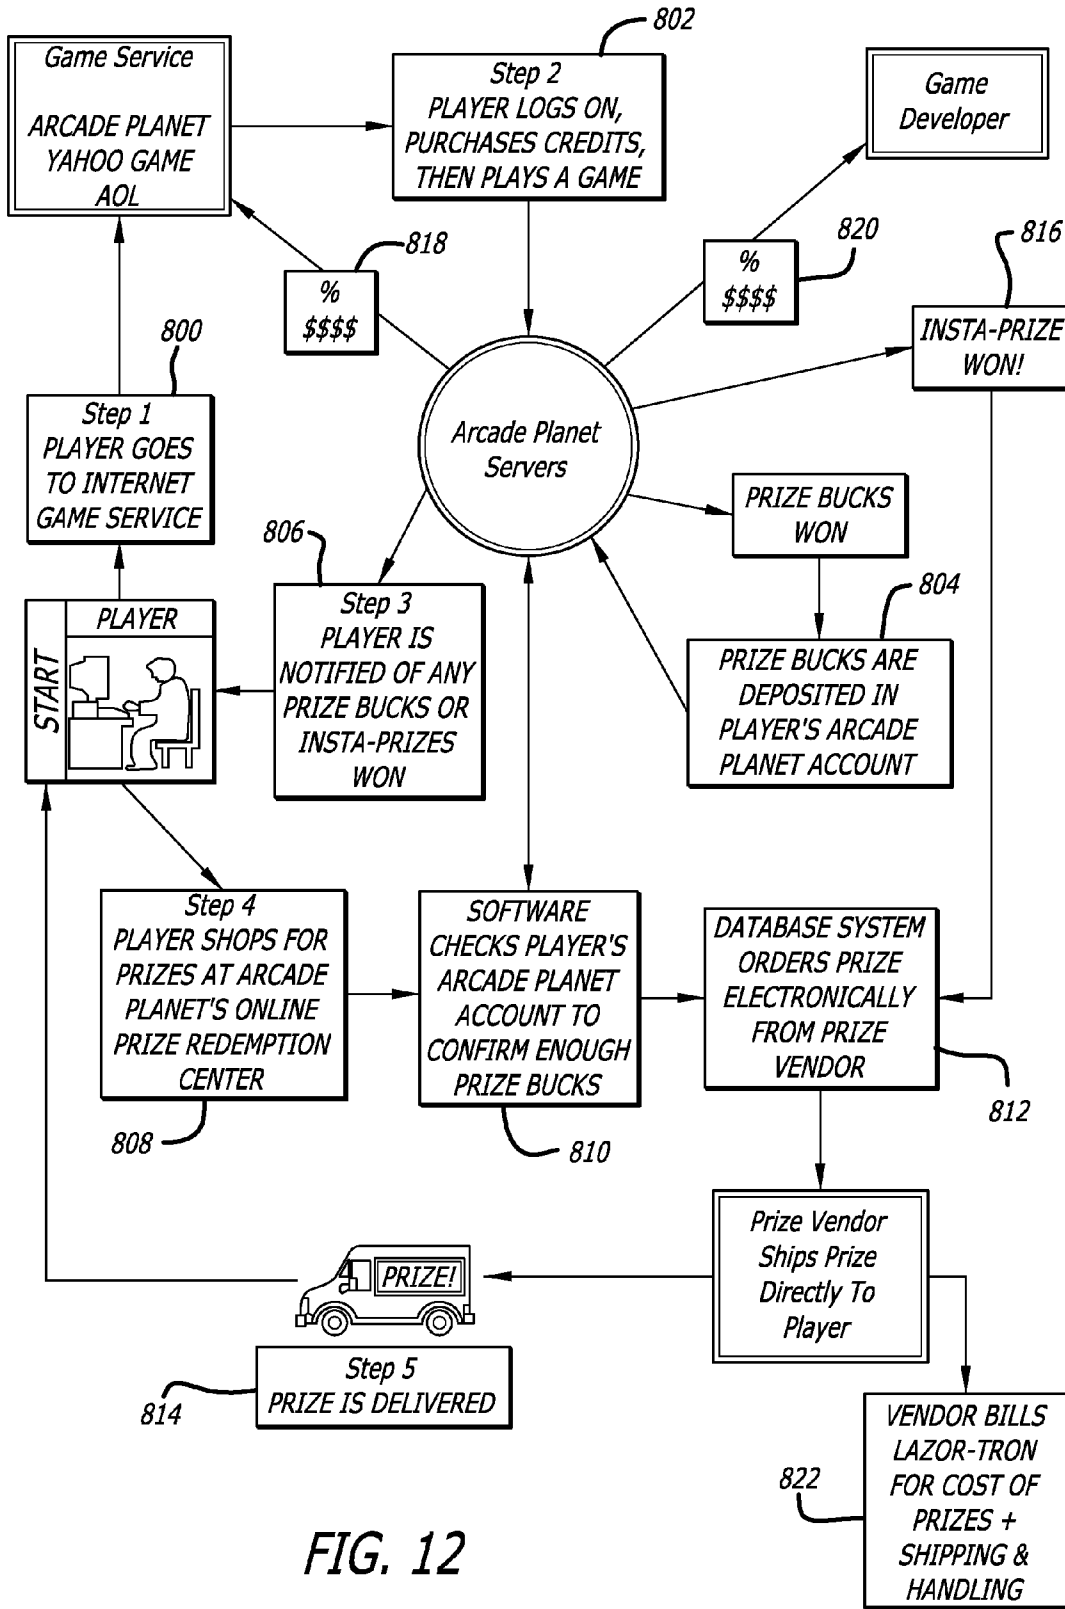 802
Game Service
ARCADE PLANET
YAHOO GAME
AOL
Step 2
PLAYER LOGS ON,
PURCHASES CREDITS,
THEN PLAYS A GAME
Game
Developer
818
%
$$$$
820
%
$$$$
816
INSTA-PRIZE
WON!
800
Step 1
PLAYER GOES
TO INTERNET
GAME SERVICE
Arcade Planet
Servers
PRIZE BUCKS
WON
806
Step 3
PLAYER IS
NOTIFIED OF ANY
PRIZE BUCKS OR
INSTA-PRIZES
WON
804
PRIZE BUCKS ARE
DEPOSITED IN
PLAYER'S ARCADE
PLANET ACCOUNT
START
PLAYER
Step 4
PLAYER SHOPS FOR
PRIZES AT ARCADE
PLANET'S ONLINE
PRIZE REDEMPTION
CENTER
808
SOFTWARE
CHECKS PLAYER'S
ARCADE PLANET
ACCOUNT TO
CONFIRM ENOUGH
PRIZE BUCKS
810
DATABASE SYSTEM
ORDERS PRIZE
ELECTRONICALLY
FROM PRIZE
VENDOR
812
Prize Vendor
Ships Prize
Directly To
Player
PRIZE!
Step 5
PRIZE IS DELIVERED
814
VENDOR BILLS
LAZOR-TRON
FOR COST OF
PRIZES +
SHIPPING &
HANDLING
822
FIG. 12